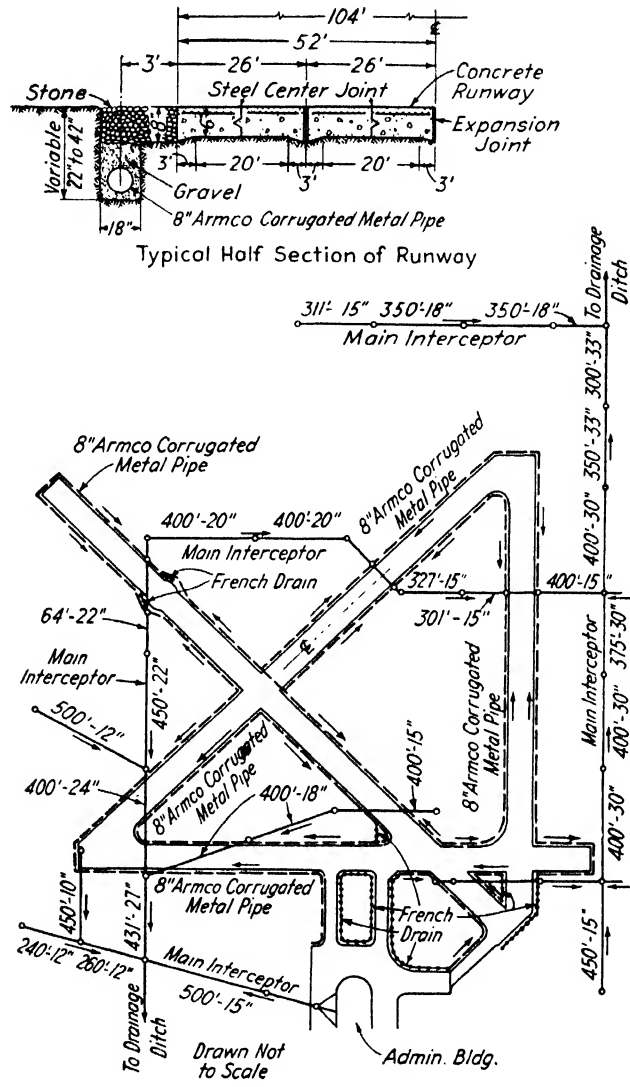 104'
52'
3'
26'
26'
Stone
Steel Center Joint
Concrete
Runway
Expansion
Joint
Variable
22" to 42"
8"
6"
3'
20'
3'
20'
3'
Gravel
8" Armco Corrugated Metal Pipe
18"
Typical Half Section of Runway
To Drainage
Ditch
311'- 15"
350'-18"
350'-18"
Main Interceptor
300'-33"
350'-33"
400'-30"
8" Armco Corrugated
Metal Pipe
8" Armco Corrugated
Metal Pipe
400'-20"
400'20"
Main Interceptor
French Drain
327'-15"
400'-15"
301'-15"
64'-22"
Main
Interceptor
450'-22"
500'-12"
400'-24"
8" Armco Corrugated
Metal Pipe
375'-30"
400'-30"
Main Interceptor
400'-30"
8" Armco Corrugated
Metal Pipe
400'-18"
400'-15"
8" Armco Corrugated
Metal Pipe
450'-10"
431'-27"
French
Drain
450'-15"
240'-12"
260'-12"
Main Interceptor
500'-15"
To Drainage
Ditch
Drawn Not
to Scale
Admin. Bldg.